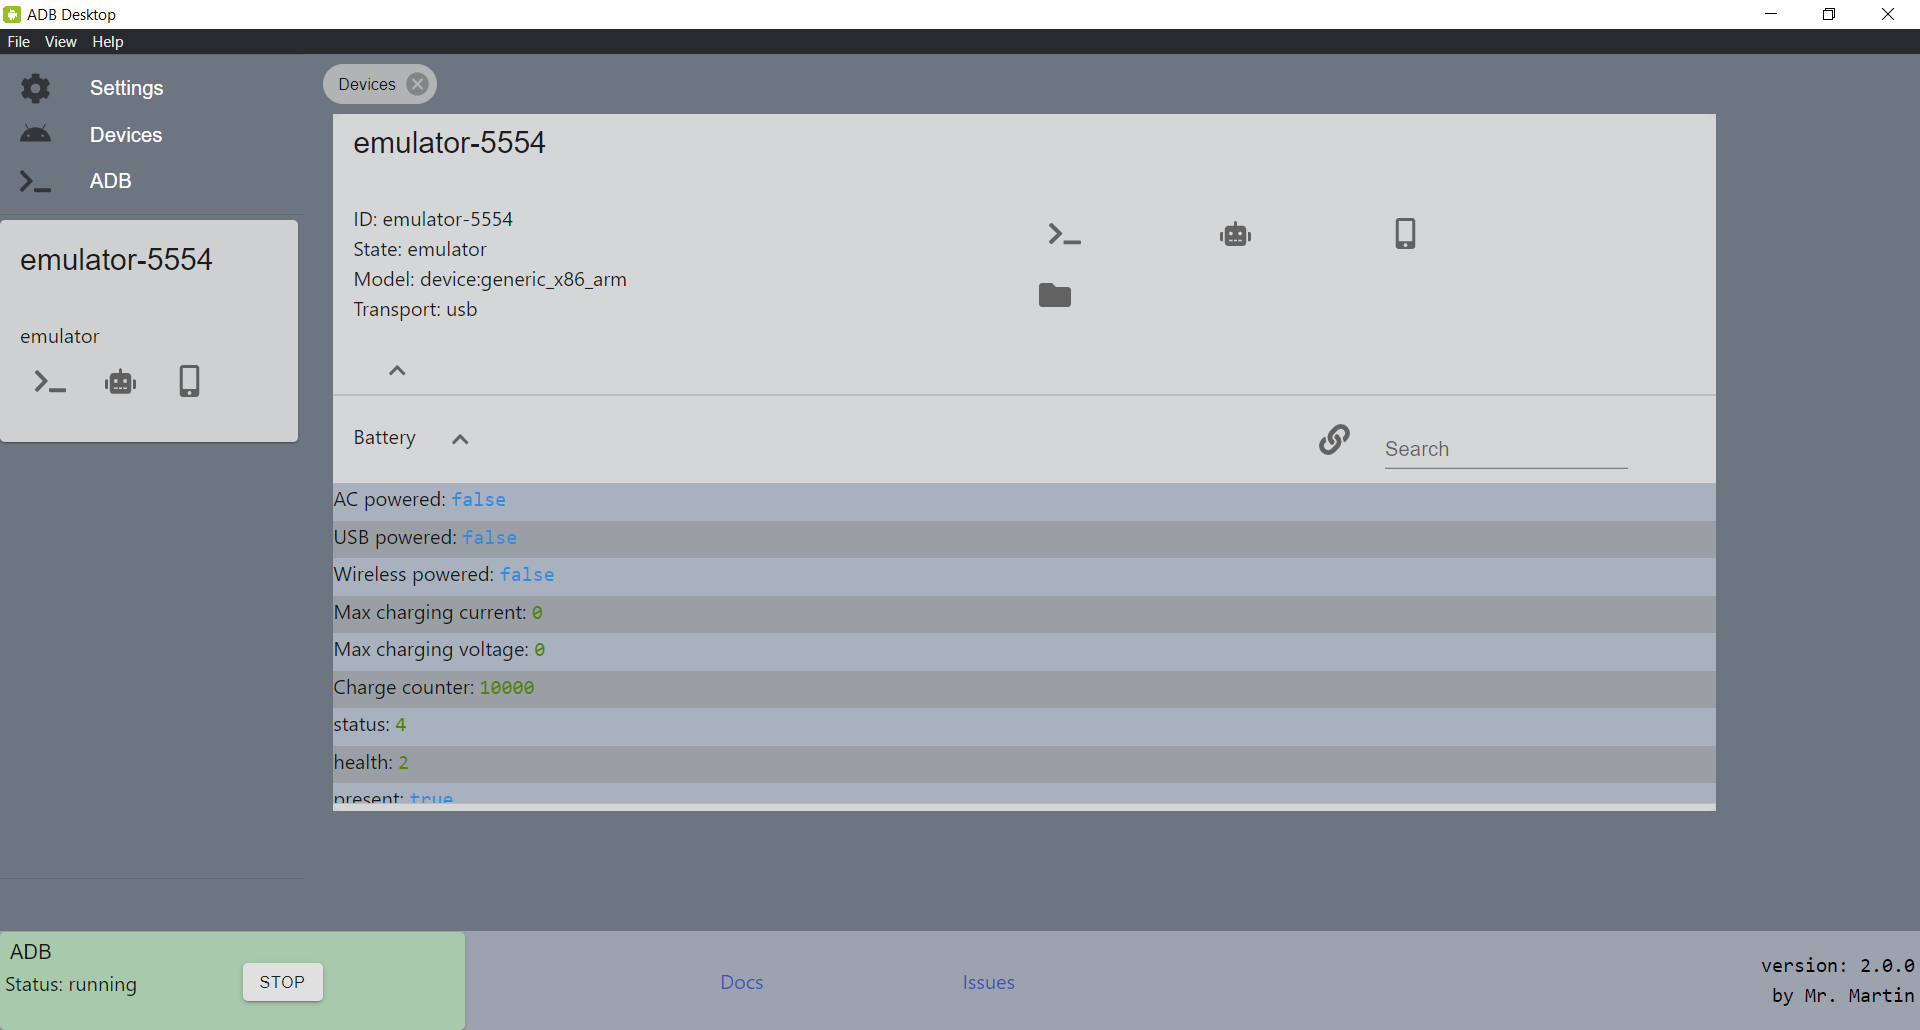 ADB Desktop
File View Help
Settings
Devices
ADB
emulator-5554
emulator
Devices
emulator-5554
ID: emulator-5554
State: emulator
Model: device:generic_x86_arm
Transport: usb
Battery
Search
AC powered: false
USB powered: false
Wireless powered: false
Max charging current: 0
Max charging voltage: 0
Charge counter: 10000
status: 4
health: 2
present: true
ADB
Status: running
STOP
Docs
Issues
version: 2.0.0
by Mr. Martin